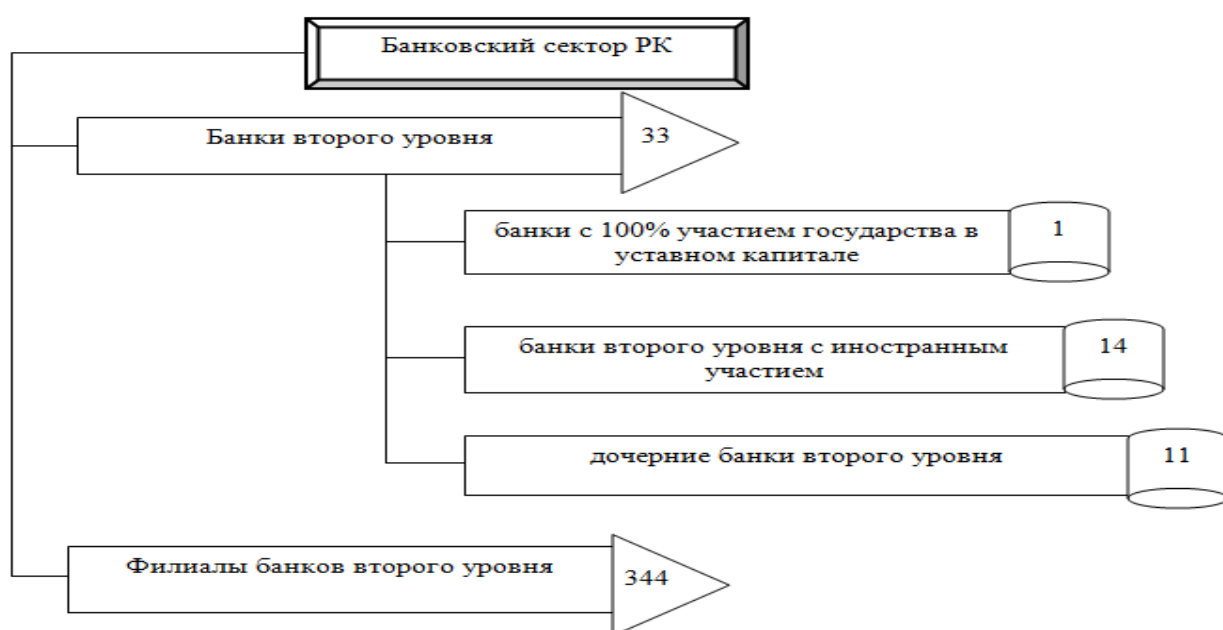 Банковский сектор РК
Банки второго уровня
33
банки с 100% участием государства в
уставном капитале
1
банки второго уровня с иностранным
участием
14
дочерние банки второго уровня
11
Филиалы банков второго уровня
344